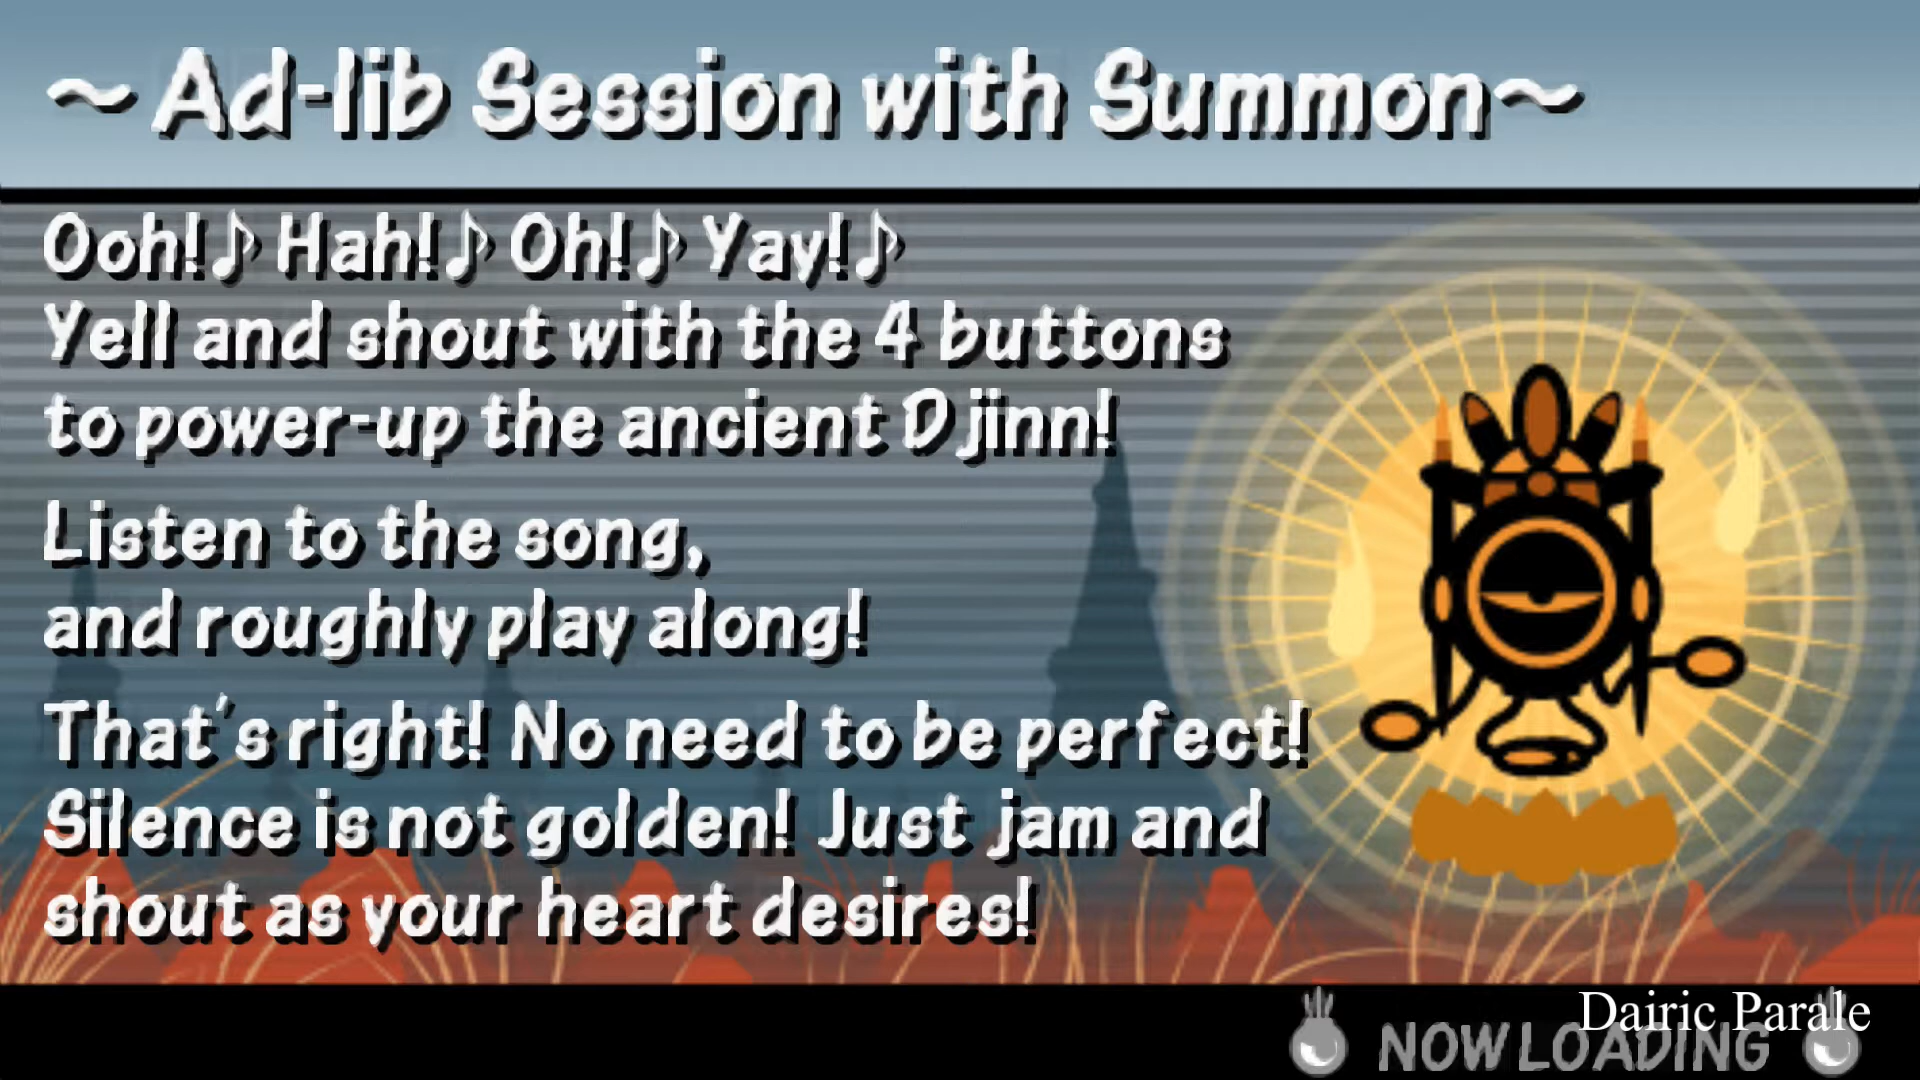 ～Ad-lib Session with Summon～
Ooh!♪ Hah!♪ Oh!♪ Yay!♪
Yell and shout with the 4 buttons
to power-up the ancient Djinn!
Listen to the song,
and roughly play along!
That's right! No need to be perfect!
Silence is not golden! Just jam and
shout as your heart desires!
Dairic Parale
NOW LOADING